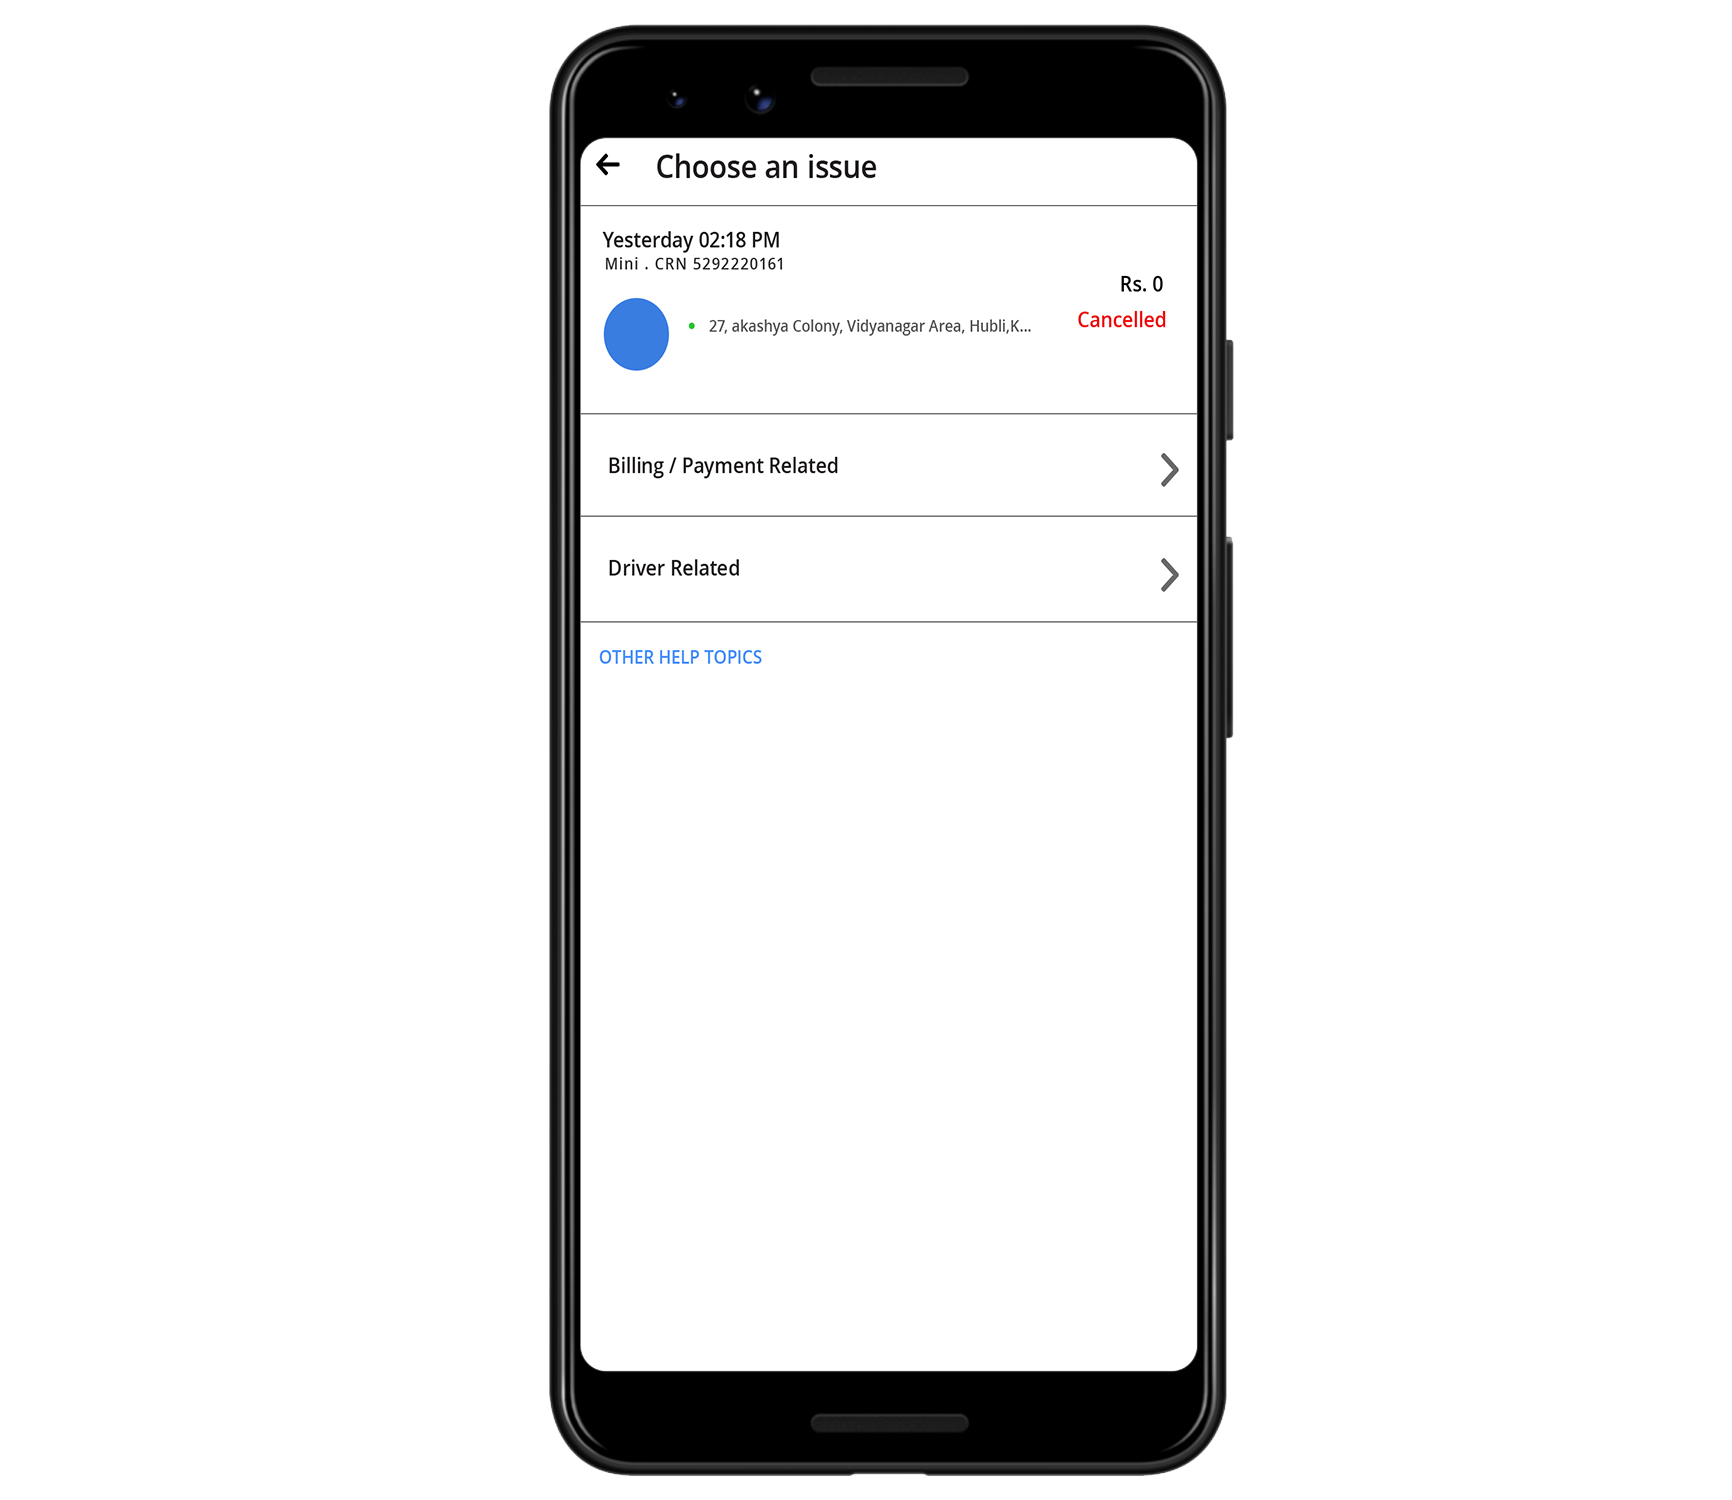 Choose an issue
Yesterday 02:18 PM
Mini . CRN 5292220161
Rs. 0
27, akashya Colony, Vidyanagar Area, Hubli,K...
Cancelled
Billing / Payment Related
Driver Related
OTHER HELP TOPICS